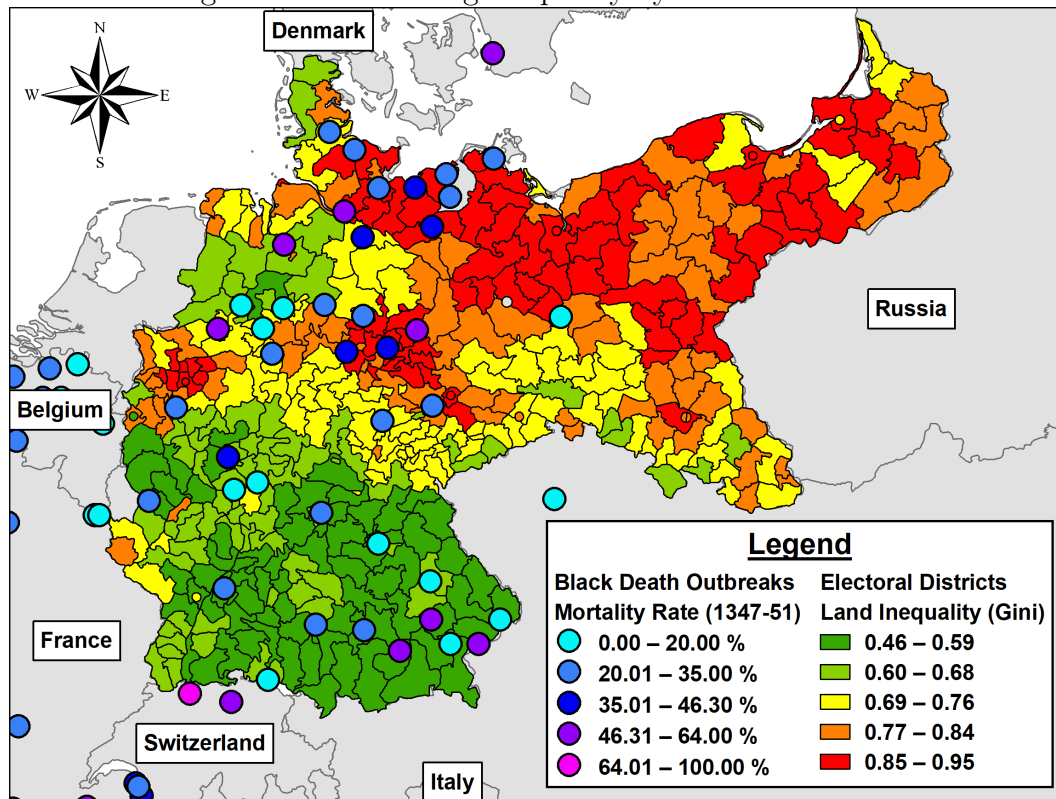 Denmark
N
W E
S
Russia
Belgium
France
Switzerland
Italy
Legend
Black Death Outbreaks
Mortality Rate (1347-51)
0.00 – 20.00 %
20.01 – 35.00 %
35.01 – 46.30 %
46.31 – 64.00 %
64.01 – 100.00 %
Electoral Districts
Land Inequality (Gini)
0.46 – 0.59
0.60 – 0.68
0.69 – 0.76
0.77 – 0.84
0.85 – 0.95